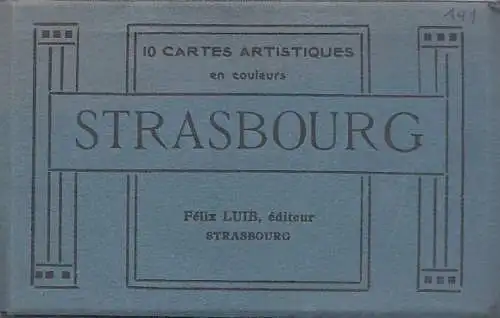 191
10 CARTES ARTISTIQUES
en couleurs
STRASBOURG
Félix LUIB, éditeur
STRASBOURG